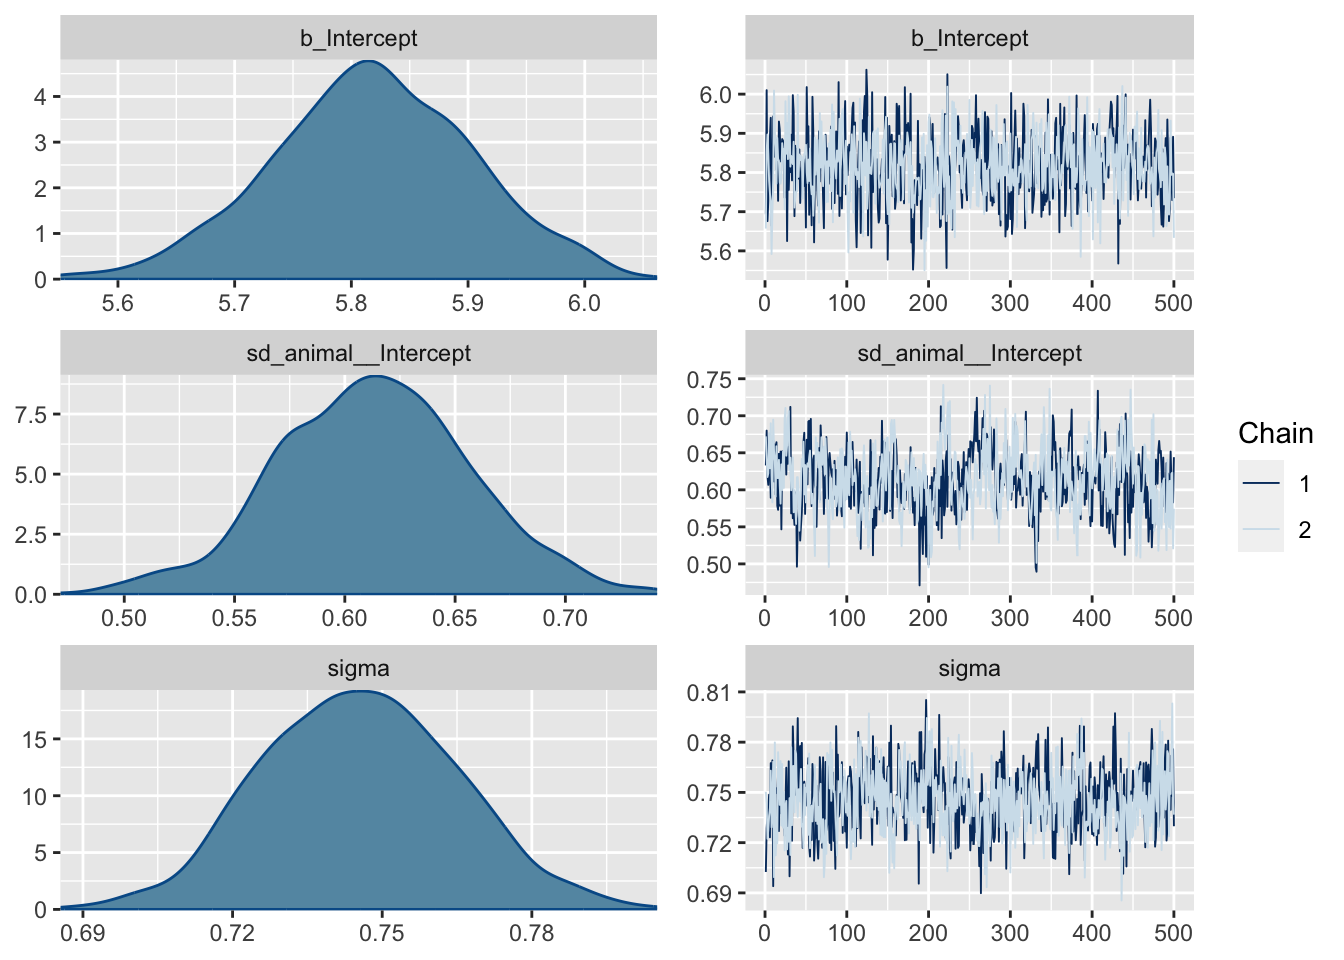 b_Intercept
4
3
2
1
0
5.6 5.7 5.8 5.9 6.0
b_Intercept
6.0
5.9
5.8
5.7
5.6
0 100 200 300 400 500
sd_animal__Intercept
7.5
5.0
2.5
0.0
0.50 0.55 0.60 0.65 0.70
sd_animal__Intercept
0.75
0.70
0.65
0.60
0.55
0.50
0 100 200 300 400 500
sigma
15
10
5
0
0.69 0.72 0.75 0.78
sigma
0.81
0.78
0.75
0.72
0.69
0 100 200 300 400 500
Chain
1
2